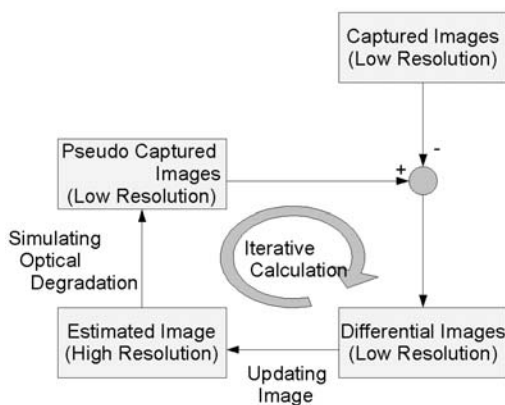 Captured Images
(Low Resolution)
-
+
Pseudo Captured
Images
(Low Resolution)
Simulating
Optical
Degradation
Iterative
Calculation
Estimated Image
(High Resolution)
Differential Images
(Low Resolution)
Updating
Image